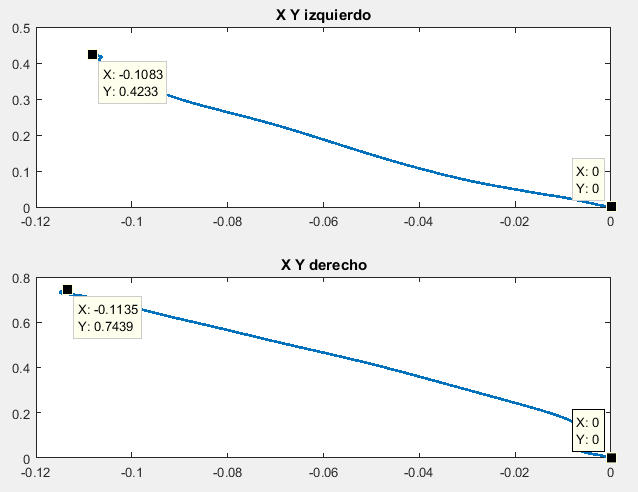 X Y izquierdo
0.5
0.4
0.3
0.2
0.1
0
X: -0.1083
Y: 0.4233
X: 0
Y: 0
-0.12 -0.1 -0.08 -0.06 -0.04 -0.02 0
X Y derecho
0.8
0.6
0.4
0.2
0
X: -0.1135
Y: 0.7439
X: 0
Y: 0
-0.12 -0.1 -0.08 -0.06 -0.04 -0.02 0